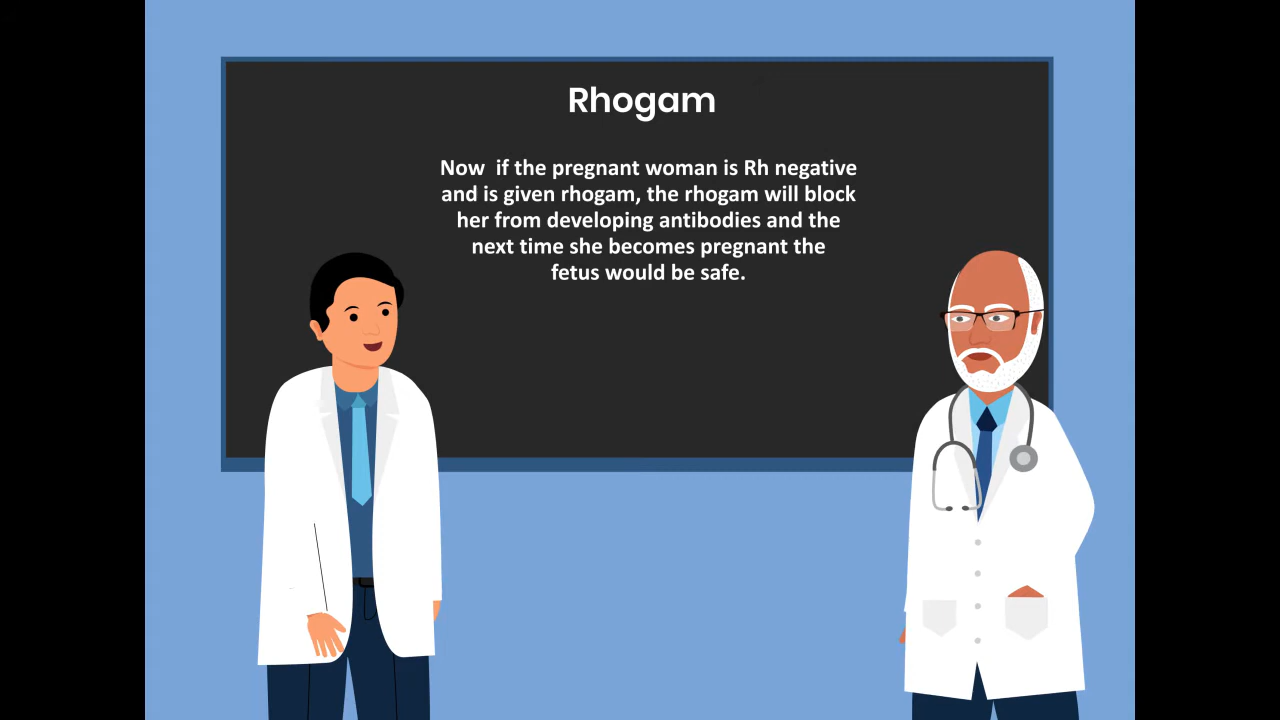 Rhogam
Now  if the pregnant woman is Rh negative
and is given rhogam, the rhogam will block
her from developing antibodies and the
next time she becomes pregnant the
fetus would be safe.